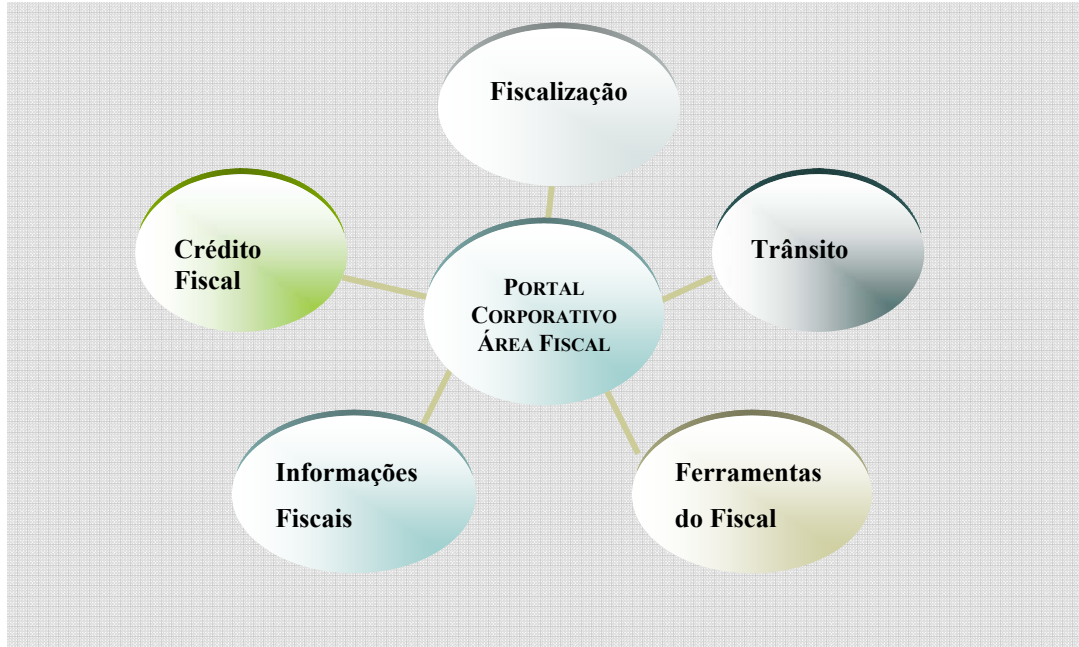 Fiscalização
Crédito
Fiscal
Trânsito
PORTAL
CORPORATIVO
ÁREA FISCAL
Informações
Fiscais
Ferramentas
do Fiscal